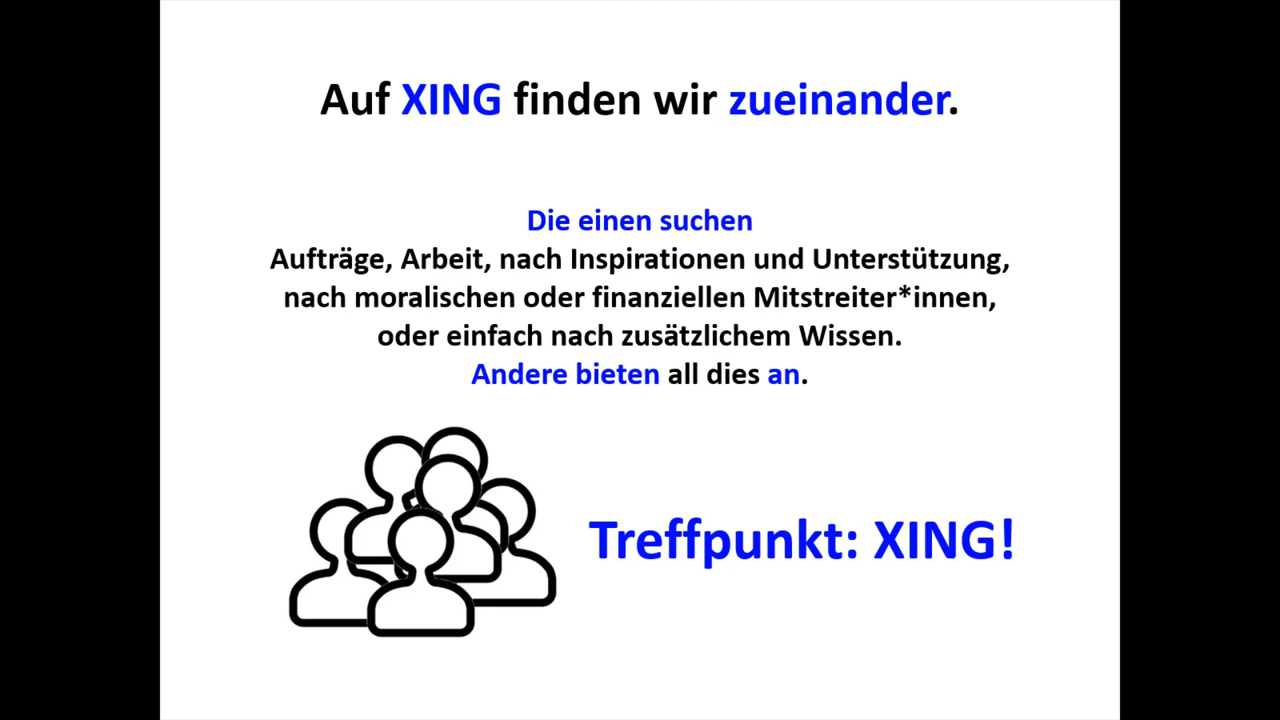 Auf XING finden wir zueinander.
Die einen suchen
Aufträge, Arbeit, nach Inspirationen und Unterstützung,
nach moralischen oder finanziellen Mitstreiter*innen,
oder einfach nach zusätzlichem Wissen.
Andere bieten all dies an.
Treffpunkt: XING!